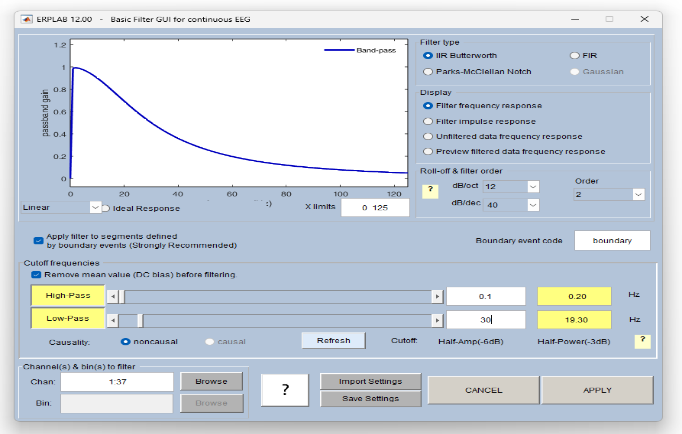 ERPLAB 12.00 - Basic Filter GUI for continuous EEG
1.2
1
0.8
0.6
0.4
0.2
0
passband gain
Band-pass
0 20 40 60 80 100 120
Linear
Ideal Response
X limits
0 125
Filter type
IIR Butterworth
FIR
Parks-McClellan Notch
Gaussian
Display
Filter frequency response
Filter impulse response
Unfiltered data frequency response
Preview filtered data frequency response
Roll-off & filter order
?
dB/oct 12
dB/dec 40
Order
2
Apply filter to segments defined
by boundary events (Strongly Recommended)
Boundary event code
boundary
Cutoff frequencies
Remove mean value (DC bias) before filtering.
High-Pass
0.1
0.20
Hz
Low-Pass
30
19.30
Hz
Causality:
noncausal
causal
Refresh
Cutoff:
Half-Amp(-6dB)
Half-Power(-3dB)
?
Channel(s) & bin(s) to filter
Chan:
1:37
Browse
Bin:
Browse
?
Import Settings
Save Settings
CANCEL
APPLY